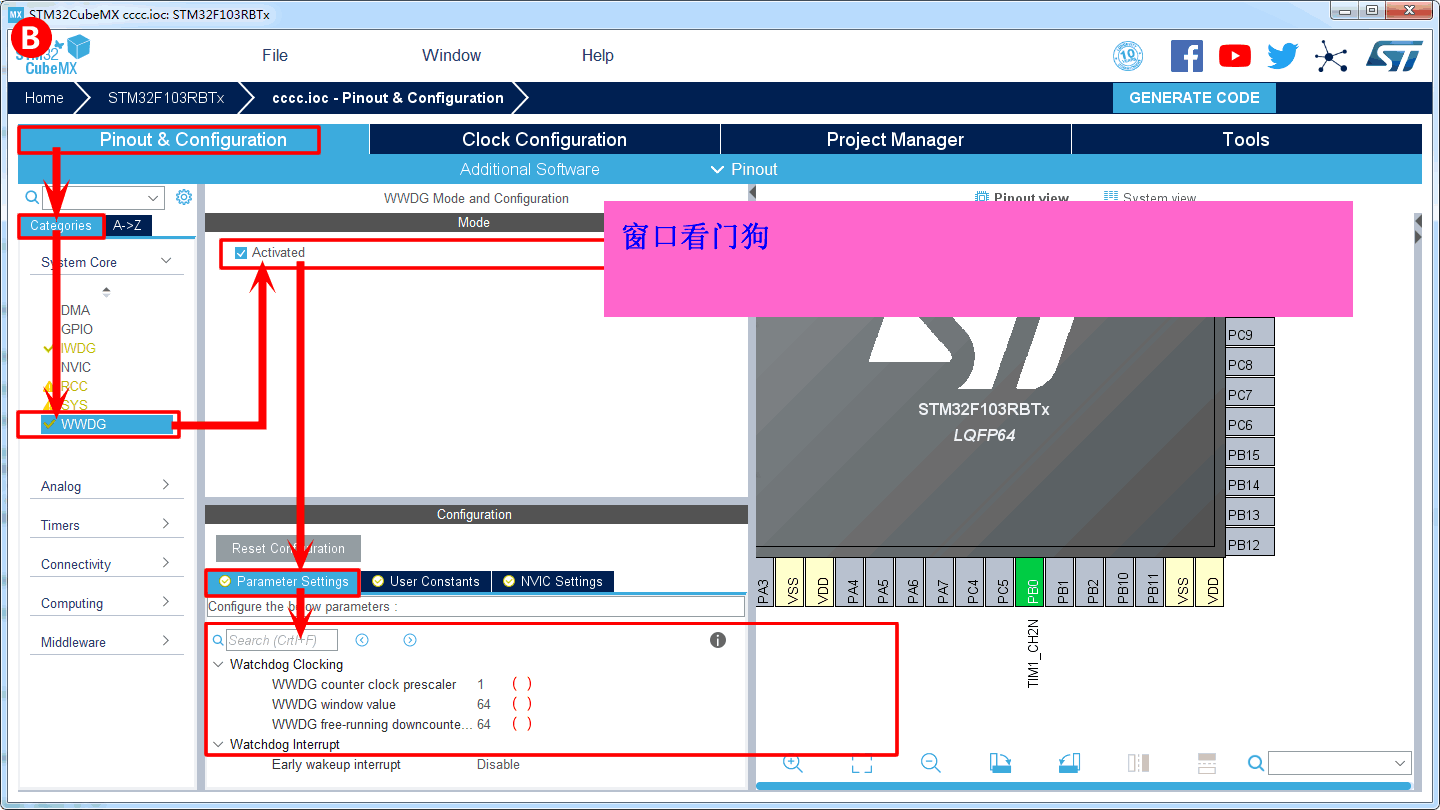 STM32CubeMX cccc.ioc: STM32F103RBTx
B
STM32
CubeMX
File
Window
Help
10
Home
STM32F103RBTx
cccc.ioc - Pinout & Configuration
GENERATE CODE
Pinout & Configuration
Clock Configuration
Project Manager
Tools
Additional Software
Pinout
WWDG Mode and Configuration
Pinout view
System view
Categories
A->Z
Mode
窗口看门狗
Activated
System Core
DMA
GPIO
IWDG
NVIC
RCC
SYS
WWDG
Analog
Timers
Connectivity
Computing
Middleware
Configuration
Reset Configuration
Parameter Settings
User Constants
NVIC Settings
Configure the below parameters :
Search (Crtl+F)
Watchdog Clocking
WWDG counter clock prescaler 1 ( )
WWDG window value 64 ( )
WWDG free-running downcounte... 64 ( )
Watchdog Interrupt
Early wakeup interrupt Disable
STM32F103RBTx
LQFP64
PC9
PC8
PC7
PC6
PB15
PB14
PB13
PB12
PA3
VSS
VDD
PA4
PA5
PA6
PA7
PC4
PC5
PB0
PB1
PB2
PB10
PB11
VSS
VDD
TIM1_CH2N